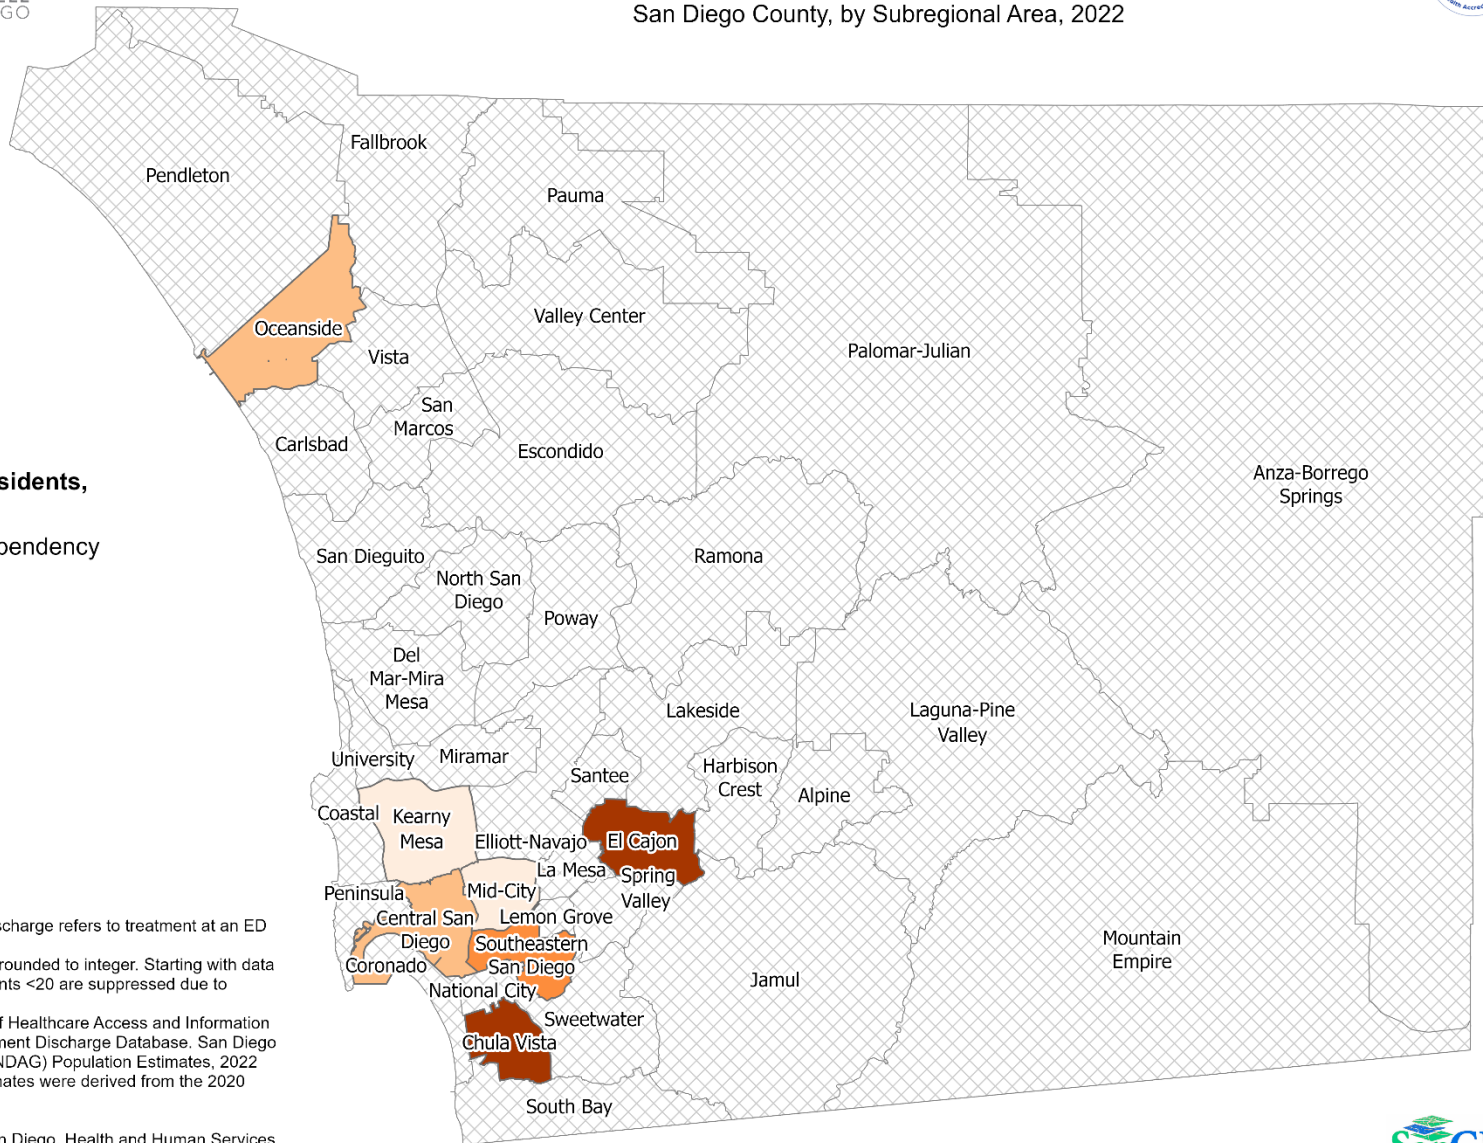 GO
San Diego County, by Subregional Area, 2022
Fallbrook
Pendleton
Pauma
Oceanside
Valley Center
Vista
Palomar-Julian
San
Marcos
Carlsbad
Escondido
Anza-Borrego
Springs
sidents,
pendency
San Dieguito
North San
Diego
Ramona
Poway
Del
Mar-Mira
Mesa
Lakeside
Laguna-Pine
Valley
University
Miramar
Santee
Harbison
Crest
Alpine
Coastal
Kearny
Mesa
Elliott-Navajo
El Cajon
La Mesa
Spring
Valley
Peninsula
Mid-City
Central San
Diego
Lemon Grove
Southeastern
San Diego
Coronado
National City
Jamul
Mountain
Empire
Sweetwater
Chula Vista
South Bay
scharge refers to treatment at an ED
rounded to integer. Starting with data
nts <20 are suppressed due to
f Healthcare Access and Information
ment Discharge Database. San Diego
NDAG) Population Estimates, 2022
mates were derived from the 2020
n Diego, Health and Human Services